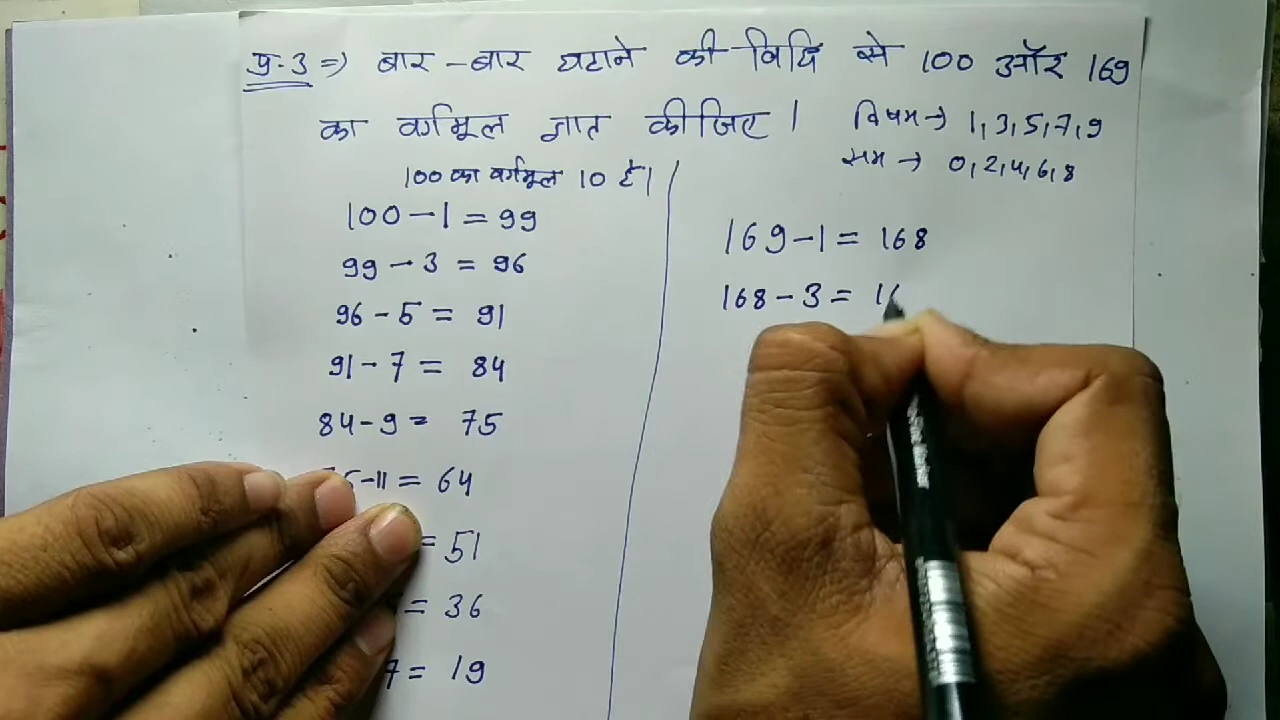 प्र.3 ⇒ बार-बार घटाने की विधि से 100 और 169
का वर्गमूल ज्ञात कीजिए।
विषम → 1,3,5,7,9
सम → 0,2,4,6,8
100 का वर्गमूल 10 है।
100-1=99
99-3=96
96-5=91
91-7=84
84-9=75
5-11=64
=51
=36
7=19
169-1=168
168-3=16